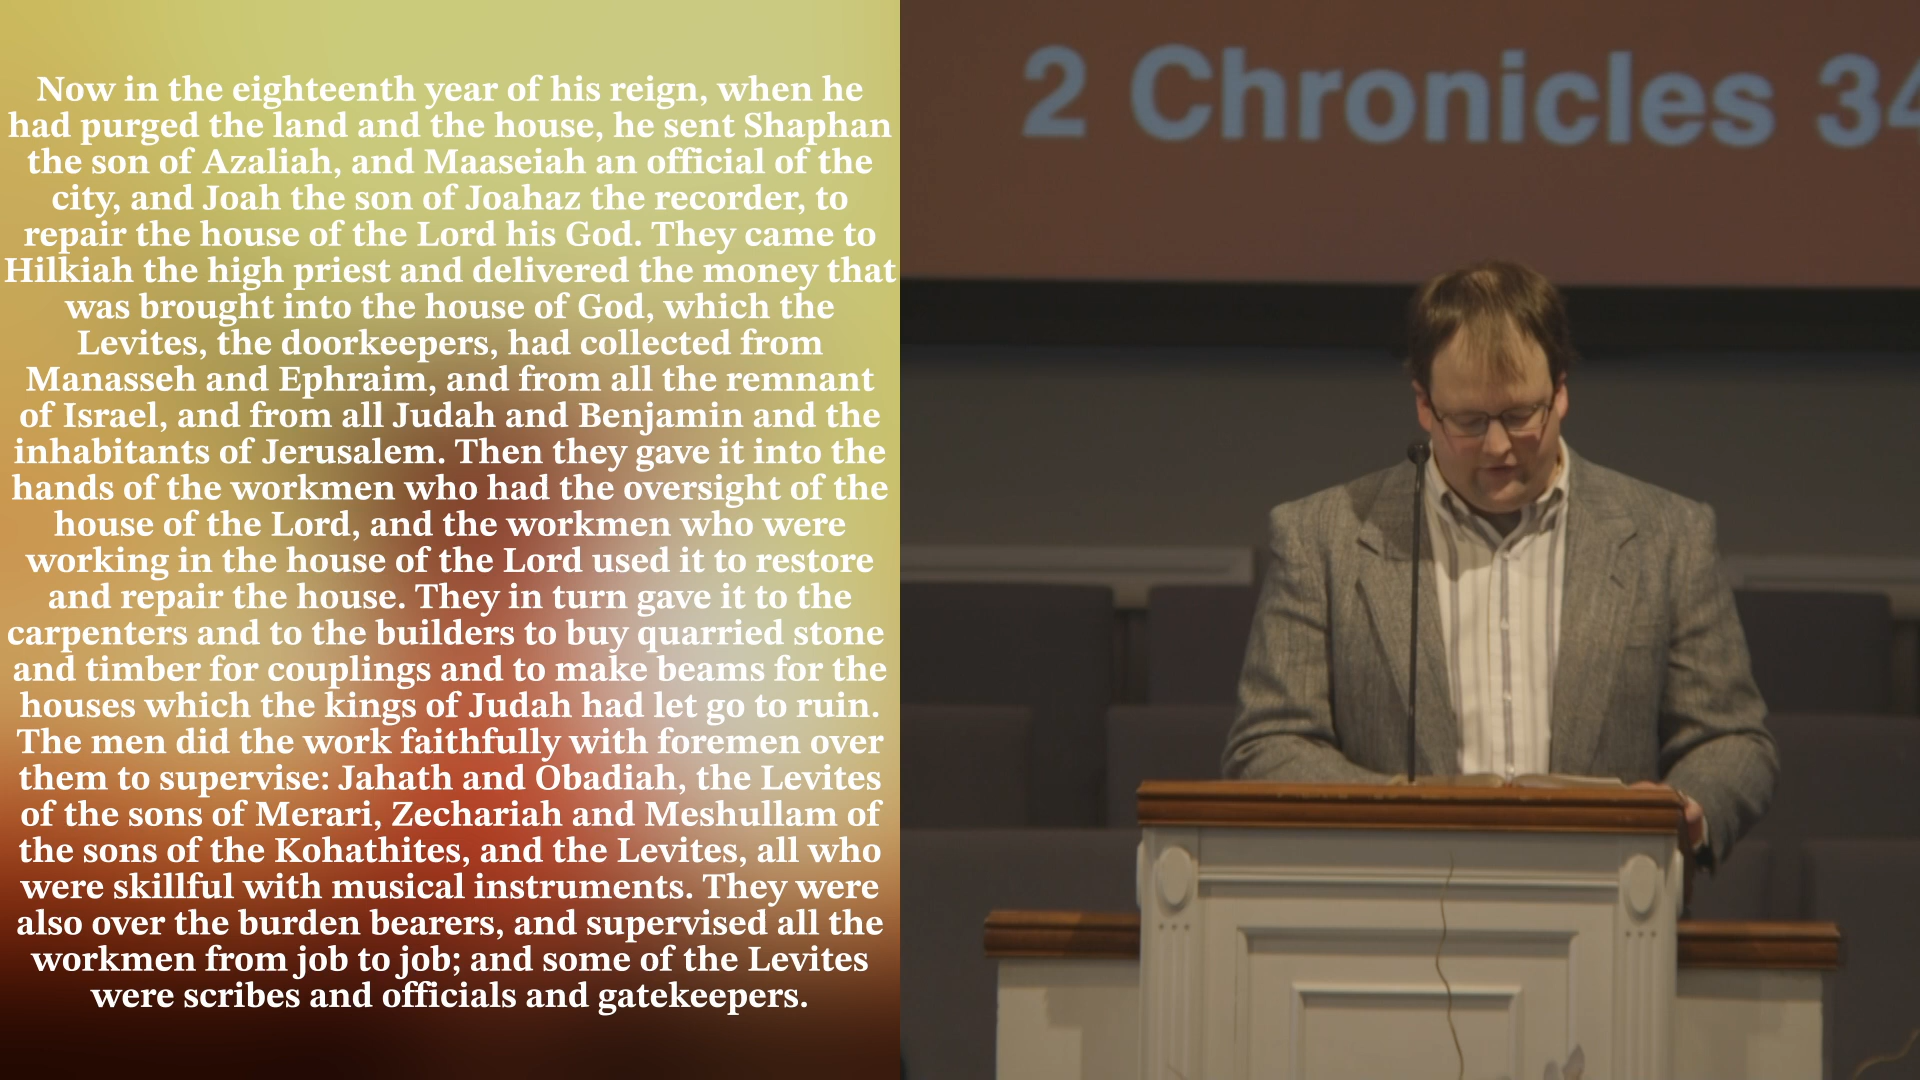 Now in the eighteenth year of his reign, when he
had purged the land and the house, he sent Shaphan
the son of Azaliah, and Maaseiah an official of the
city, and Joah the son of Joahaz the recorder, to
repair the house of the Lord his God. They came to
Hilkiah the high priest and delivered the money that
was brought into the house of God, which the
Levites, the doorkeepers, had collected from
Manasseh and Ephraim, and from all the remnant
of Israel, and from all Judah and Benjamin and the
inhabitants of Jerusalem. Then they gave it into the
hands of the workmen who had the oversight of the
house of the Lord, and the workmen who were
working in the house of the Lord used it to restore
and repair the house. They in turn gave it to the
carpenters and to the builders to buy quarried stone
and timber for couplings and to make beams for the
houses which the kings of Judah had let go to ruin.
The men did the work faithfully with foremen over
them to supervise: Jahath and Obadiah, the Levites
of the sons of Merari, Zechariah and Meshullam of
the sons of the Kohathites, and the Levites, all who
were skillful with musical instruments. They were
also over the burden bearers, and supervised all the
workmen from job to job; and some of the Levites
were scribes and officials and gatekeepers.
2 Chronicles 34